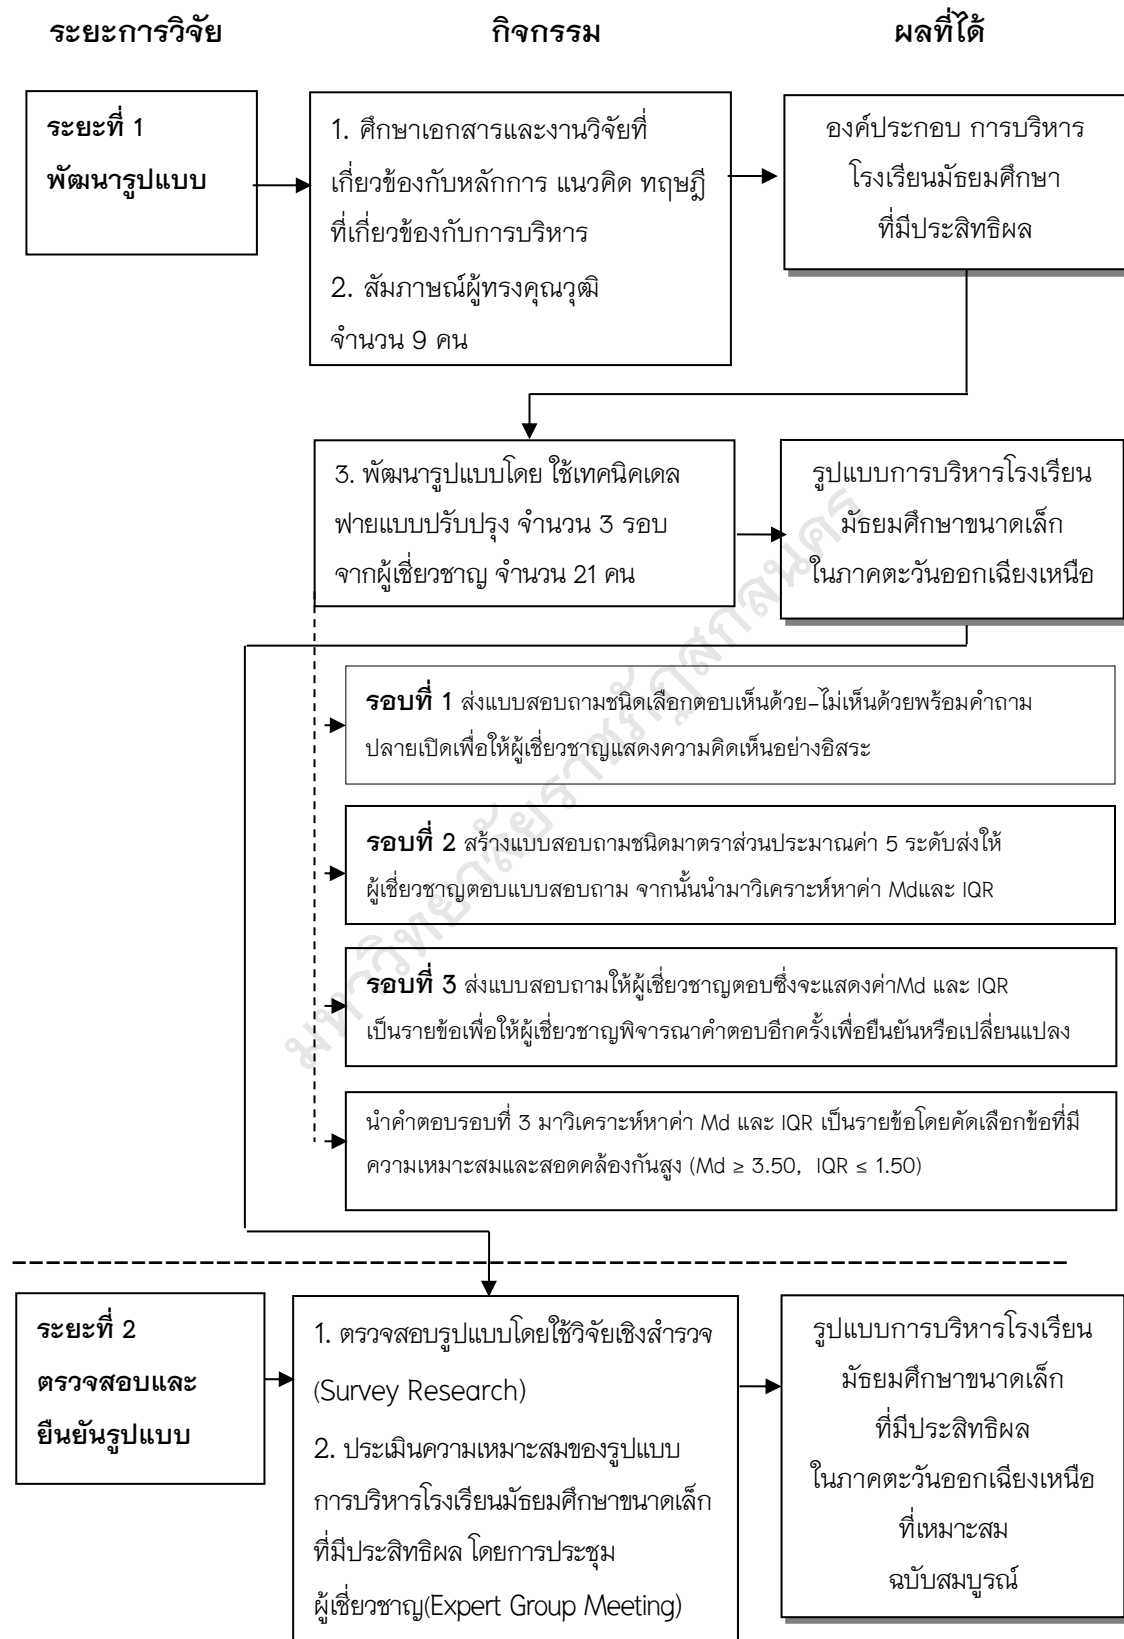 ระยะการวิจัย กิจกรรม ผลที่ได้
ระยะที่ 1
พัฒนารูปแบบ
1. ศึกษาเอกสารและงานวิจัยที่
เกี่ยวข้องกับหลักการ แนวคิด ทฤษฎี
ที่เกี่ยวข้องกับการบริหาร
2. สัมภาษณ์ผู้ทรงคุณวุฒิ
จำนวน 9 คน
องค์ประกอบ การบริหาร
โรงเรียนมัธยมศึกษา
ที่มีประสิทธิผล
3. พัฒนารูปแบบโดย ใช้เทคนิคเดล
ฟายแบบปรับปรุง จำนวน 3 รอบ
จากผู้เชี่ยวชาญ จำนวน 21 คน
รูปแบบการบริหารโรงเรียน
มัธยมศึกษาขนาดเล็ก
ในภาคตะวันออกเฉียงเหนือ
รอบที่ 1 ส่งแบบสอบถามชนิดเลือกตอบเห็นด้วย-ไม่เห็นด้วยพร้อมคำถาม
ปลายเปิดเพื่อให้ผู้เชี่ยวชาญแสดงความคิดเห็นอย่างอิสระ
รอบที่ 2 สร้างแบบสอบถามชนิดมาตราส่วนประมาณค่า 5 ระดับส่งให้
ผู้เชี่ยวชาญตอบแบบสอบถาม จากนั้นนำมาวิเคราะห์หาค่า Mdและ IQR
รอบที่ 3 ส่งแบบสอบถามให้ผู้เชี่ยวชาญตอบซึ่งจะแสดงค่าMd และ IQR
เป็นรายข้อเพื่อให้ผู้เชี่ยวชาญพิจารณาคำตอบอีกครั้งเพื่อยืนยันหรือเปลี่ยนแปลง
นำคำตอบรอบที่ 3 มาวิเคราะห์หาค่า Md และ IQR เป็นรายข้อโดยคัดเลือกข้อที่มี
ความเหมาะสมและสอดคล้องกันสูง (Md ≥ 3.50, IQR ≤ 1.50)
มหาวิทยาลัยราชภัฏสกลนคร
ระยะที่ 2
ตรวจสอบและ
ยืนยันรูปแบบ
1. ตรวจสอบรูปแบบโดยใช้วิจัยเชิงสำรวจ
(Survey Research)
2. ประเมินความเหมาะสมของรูปแบบ
การบริหารโรงเรียนมัธยมศึกษาขนาดเล็ก
ที่มีประสิทธิผล โดยการประชุม
ผู้เชี่ยวชาญ(Expert Group Meeting)
รูปแบบการบริหารโรงเรียน
มัธยมศึกษาขนาดเล็ก
ที่มีประสิทธิผล
ในภาคตะวันออกเฉียงเหนือ
ที่เหมาะสม
ฉบับสมบูรณ์